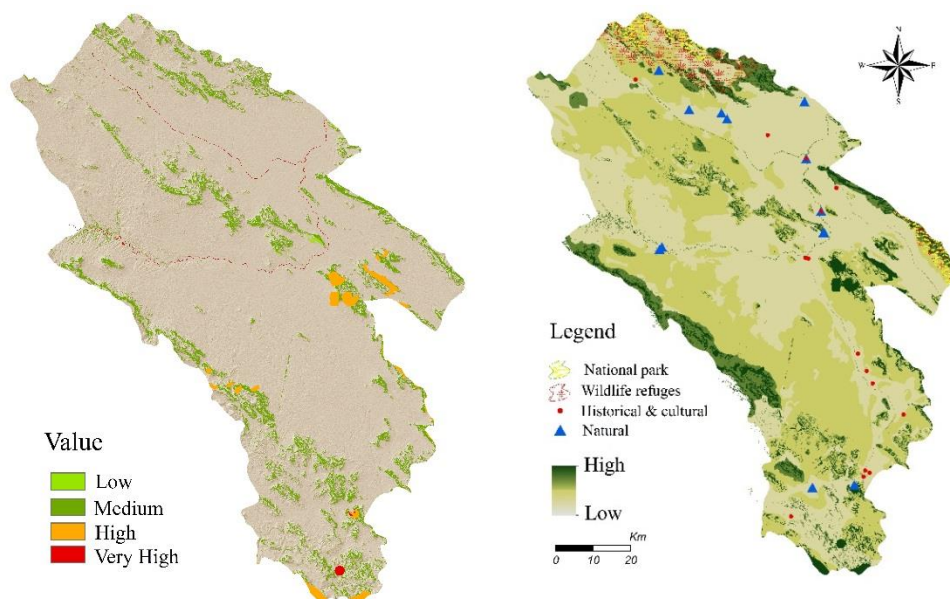 Value
Low
Medium
High
Very High
N
W E
S
Legend
National park
Wildlife refuges
Historical & cultural
Natural
High
Low
Km
0 10 20